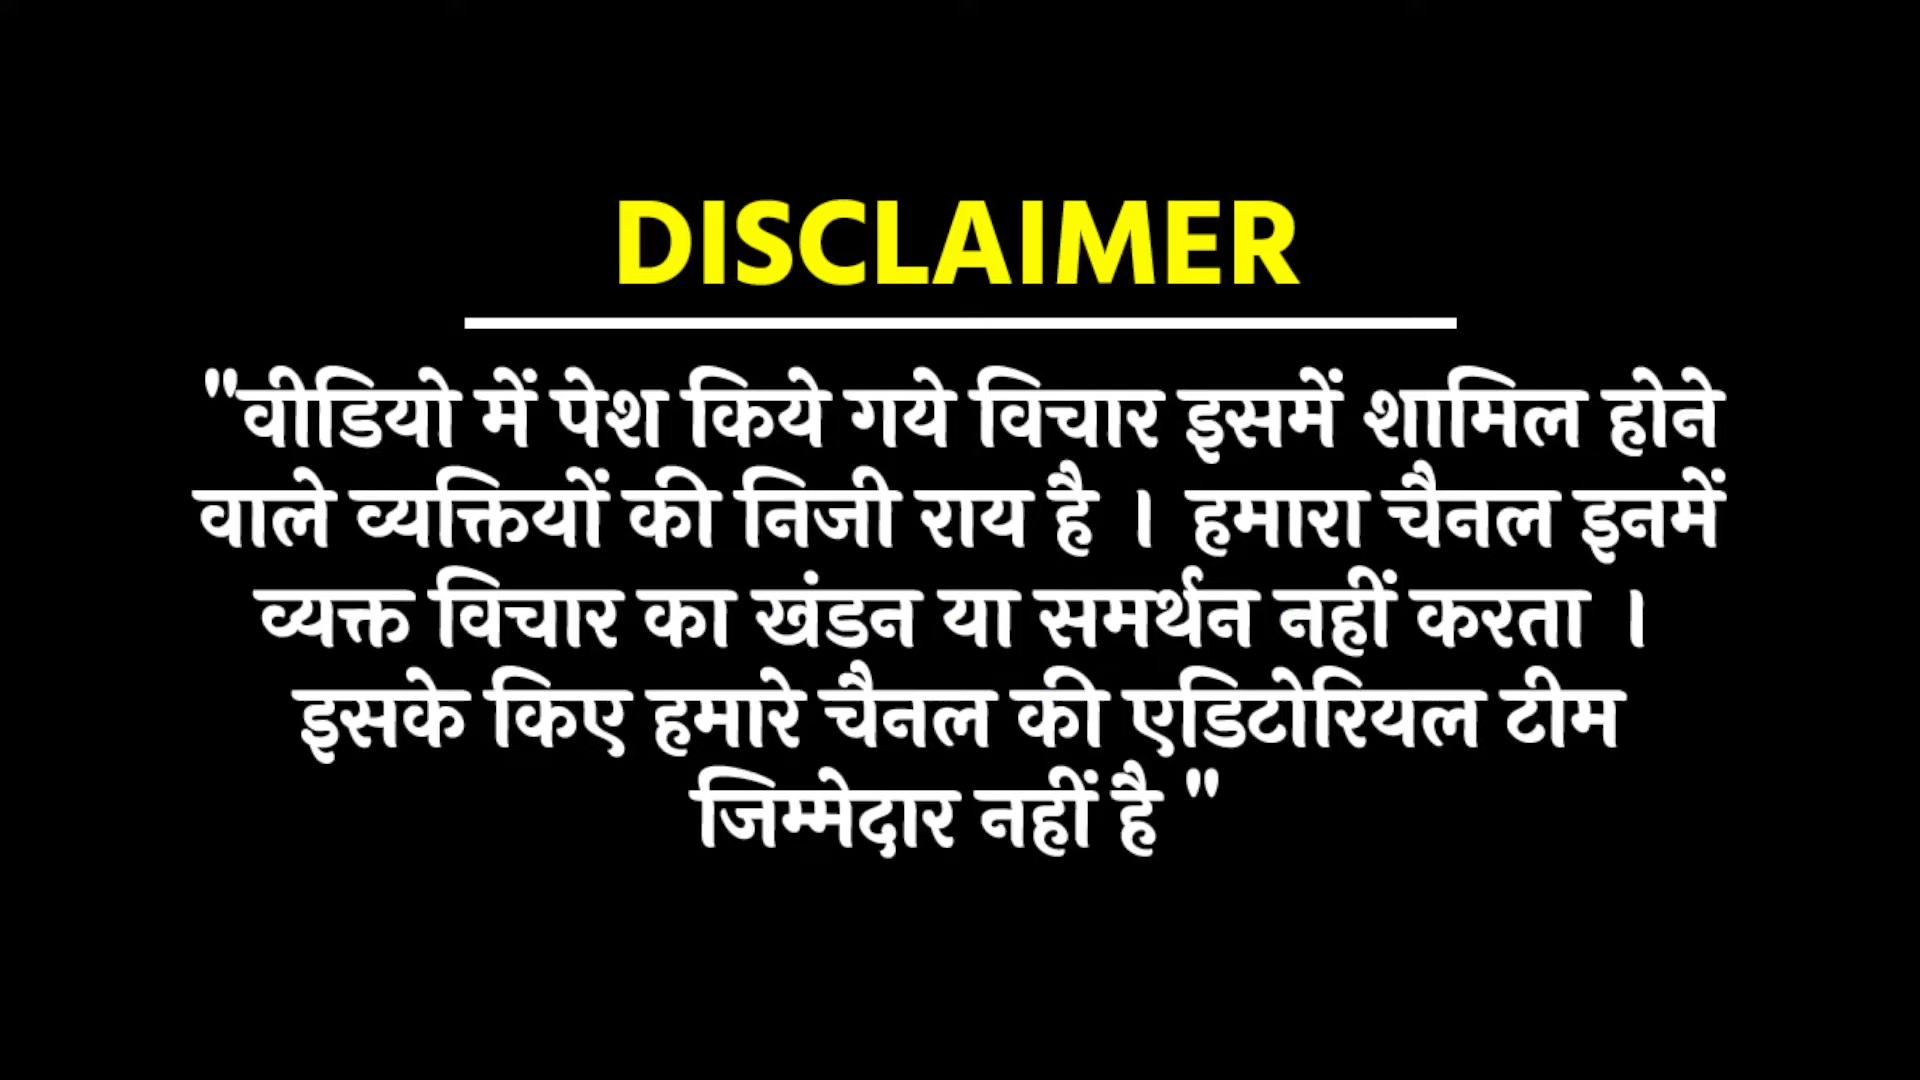 DISCLAIMER
"वीडियो में पेश किये गये विचार इसमें शामिल होने
वाले व्यक्तियों की निजी राय है । हमारा चैनल इनमें
व्यक्त विचार का खंडन या समर्थन नहीं करता ।
इसके किए हमारे चैनल की एडिटोरियल टीम
जिम्मेदार नहीं है "